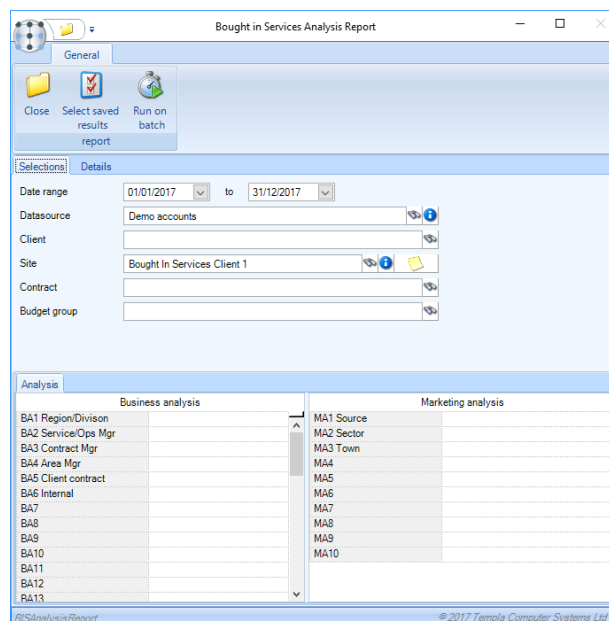 Bought in Services Analysis Report
General
Close Select saved results Run on batch
report
Selections Details
Date range 01/01/2017 to 31/12/2017
Datasource Demo accounts
Client
Site Bought In Services Client 1
Contract
Budget group
Analysis
Business analysis Marketing analysis
BA1 Region/Divison MA1 Source
BA2 Service/Ops Mgr MA2 Sector
BA3 Contract Mgr MA3 Town
BA4 Area Mgr MA4
BA5 Client contract MA5
BA6 Internal MA6
BA7 MA7
BA8 MA8
BA9 MA9
BA10 MA10
BA11
BA12
BA13
BISAnalysisReport © 2017 Templa Computer Systems Ltd